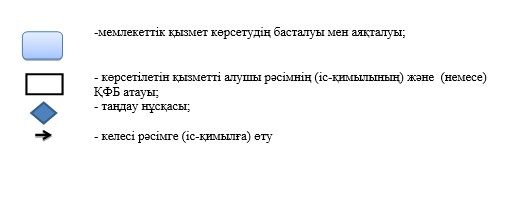 -мемлекеттік қызмет көрсетудің басталуы мен аяқталуы;
- көрсетілетін қызметті алушы рәсімнің (іс-қимылының) және (немесе)
ҚФБ атауы;
- таңдау нұсқасы;
- келесі рәсімге (іс-қимылға) өту